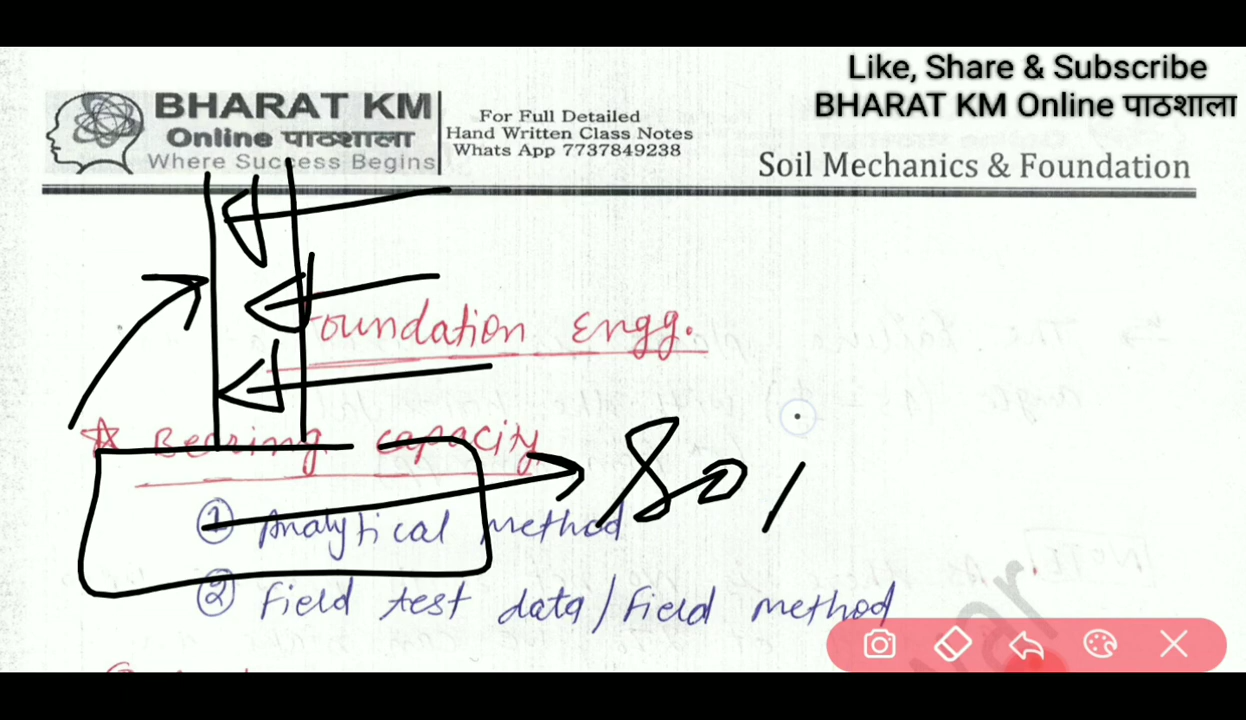 Like, Share & Subscribe
BHARAT KM Online पाठशाला
BHARAT KM
Online पाठशाला
Where Success Begins
For Full Detailed
Hand Written Class Notes
Whats App 7737849238
Soil Mechanics & Foundation
Foundation Engg.
☆ Bearing capacity
① Analytical method
② Field test data/Field method